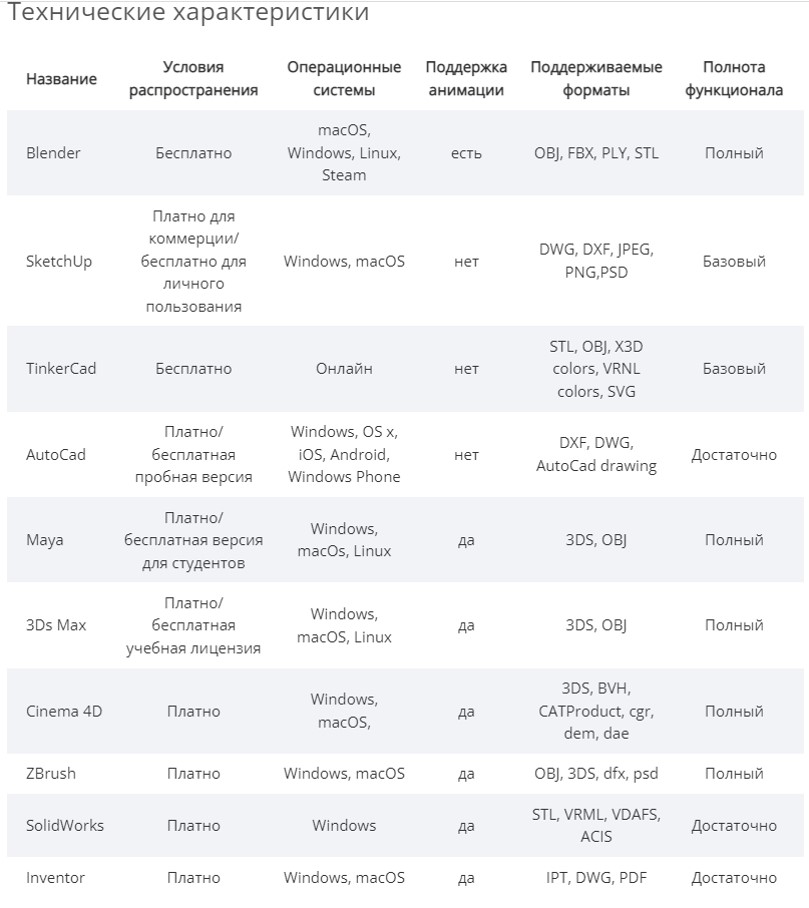 Технические характеристики
Название
Условия
распространения
Операционные
системы
Поддержка
анимации
Поддерживаемые
форматы
Полнота
функционала
Blender
Бесплатно
macOS,
Windows, Linux,
Steam
есть
OBJ, FBX, PLY, STL
Полный
SketchUp
Платно для
коммерции/
бесплатно для
личного
пользования
Windows, macOS
нет
DWG, DXF, JPEG,
PNG,PSD
Базовый
TinkerCad
Бесплатно
Онлайн
нет
STL, OBJ, X3D
colors, VRNL
colors, SVG
Базовый
AutoCad
Платно/
бесплатная
пробная версия
Windows, OS x,
iOS, Android,
Windows Phone
нет
DXF, DWG,
AutoCad drawing
Достаточно
Maya
Платно/
бесплатная версия
для студентов
Windows,
macOs, Linux
да
3DS, OBJ
Полный
3Ds Max
Платно/
бесплатная
учебная лицензия
Windows,
macOS, Linux
да
3DS, OBJ
Полный
Cinema 4D
Платно
Windows,
macOS,
да
3DS, BVH,
CATProduct, cgr,
dem, dae
Полный
ZBrush
Платно
Windows, macOS
да
OBJ, 3DS, dfx, psd
Полный
SolidWorks
Платно
Windows
да
STL, VRML, VDAFS,
ACIS
Достаточно
Inventor
Платно
Windows, macOS
да
IPT, DWG, PDF
Достаточно